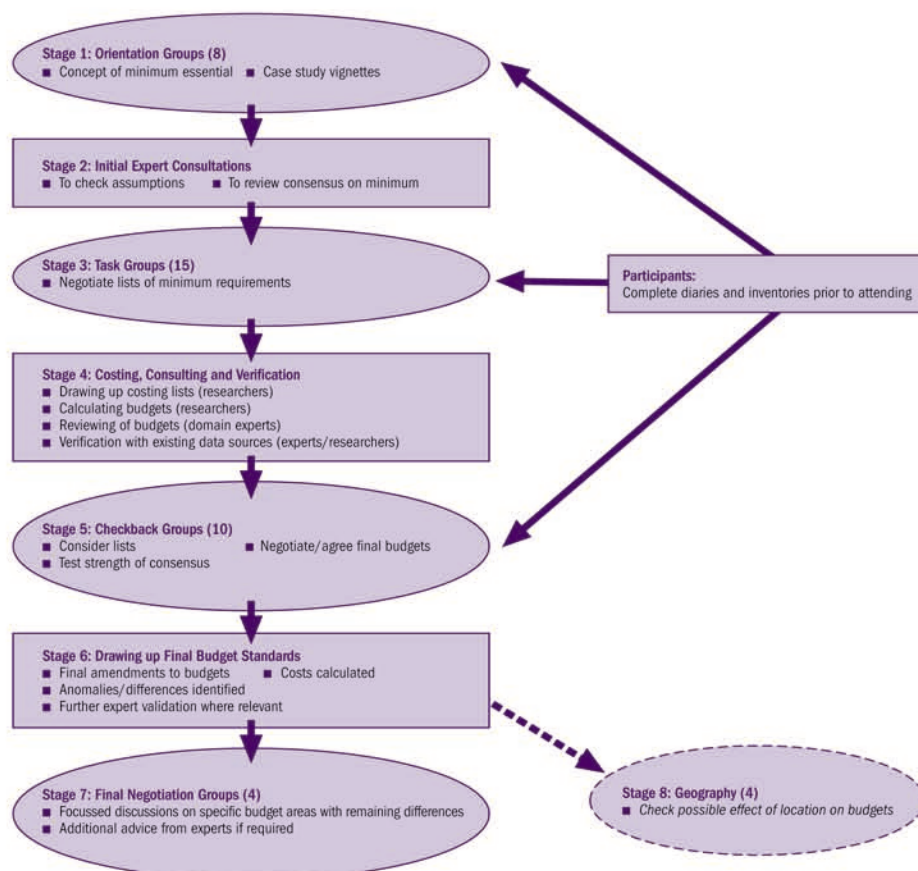 Stage 1: Orientation Groups (8)
■ Concept of minimum essential ■ Case study vignettes
Stage 2: Initial Expert Consultations
■ To check assumptions ■ To review consensus on minimum
Stage 3: Task Groups (15)
■ Negotiate lists of minimum requirements
Participants:
Complete diaries and inventories prior to attending
Stage 4: Costing, Consulting and Verification
■ Drawing up costing lists (researchers)
■ Calculating budgets (researchers)
■ Reviewing of budgets (domain experts)
■ Verification with existing data sources (experts/researchers)
Stage 5: Checkback Groups (10)
■ Consider lists ■ Negotiate/agree final budgets
■ Test strength of consensus
Stage 6: Drawing up Final Budget Standards
■ Final amendments to budgets ■ Costs calculated
■ Anomalies/differences identified
■ Further expert validation where relevant
Stage 7: Final Negotiation Groups (4)
■ Focussed discussions on specific budget areas with remaining differences
■ Additional advice from experts if required
Stage 8: Geography (4)
■ Check possible effect of location on budgets